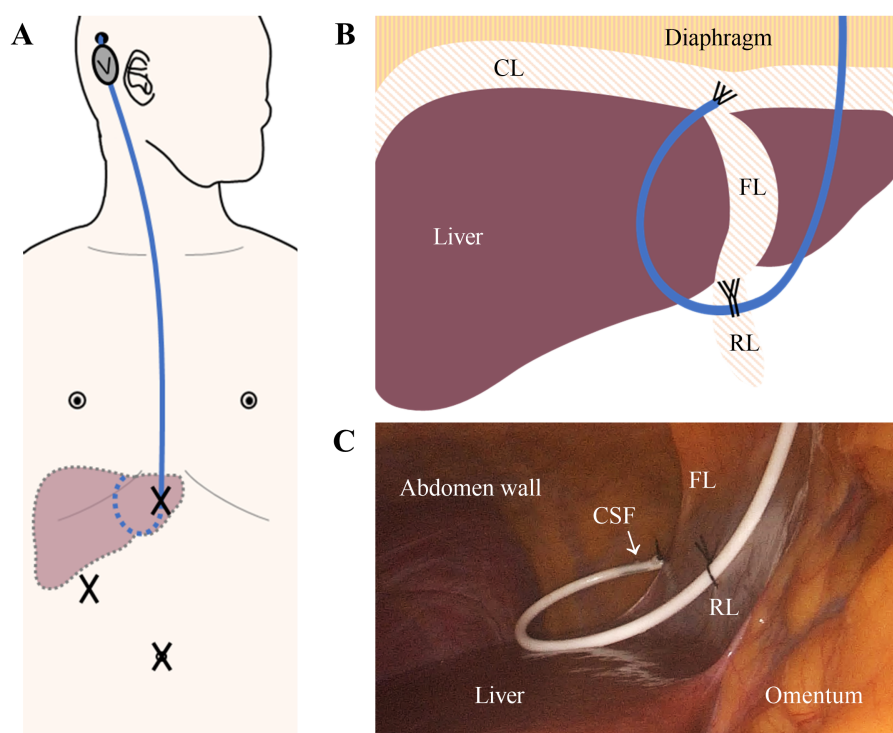 A
V
B
Diaphragm
CL
FL
Liver
RL
C
FL
Abdomen wall
CSF
RL
Liver
Omentum